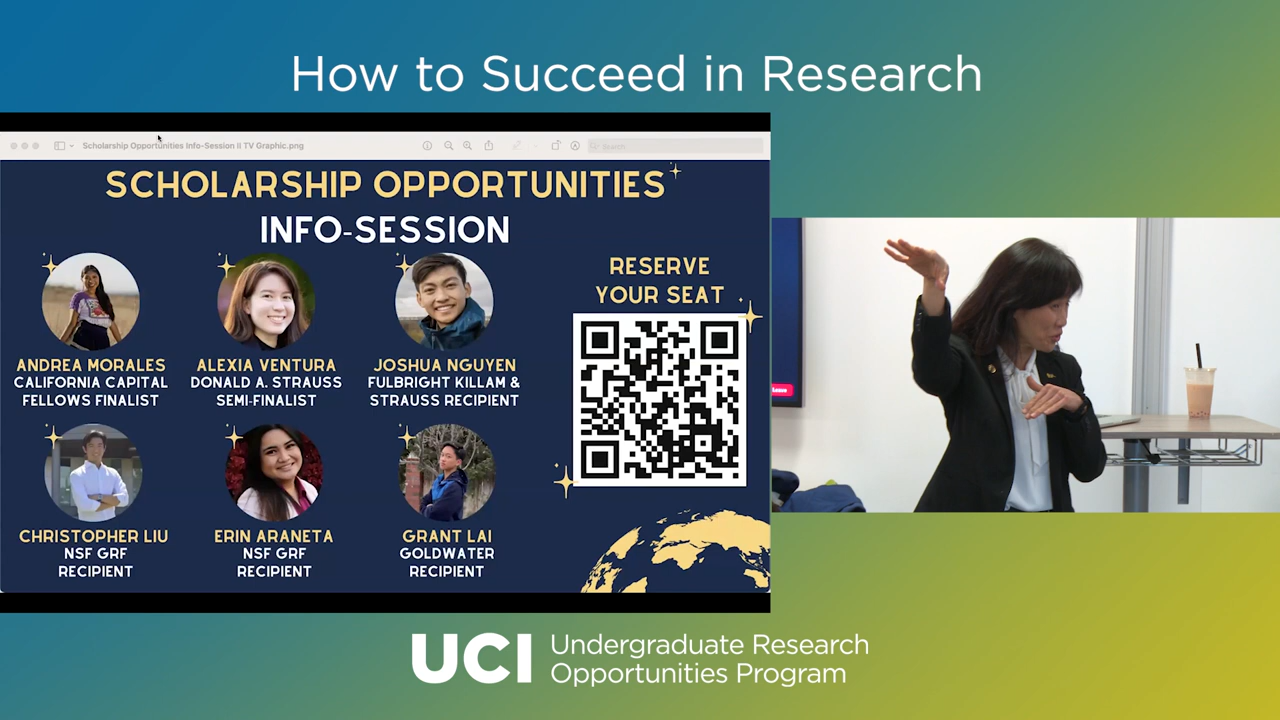 How to Succeed in Research
Scholarship Opportunities Info-Session II TV Graphic.png
Search
SCHOLARSHIP OPPORTUNITIES
INFO-SESSION
RESERVE
YOUR SEAT
ANDREA MORALES
CALIFORNIA CAPITAL
FELLOWS FINALIST
ALEXIA VENTURA
DONALD A. STRAUSS
SEMI-FINALIST
JOSHUA NGUYEN
FULBRIGHT KILLAM &
STRAUSS RECIPIENT
CHRISTOPHER LIU
NSF GRF
RECIPIENT
ERIN ARANETA
NSF GRF
RECIPIENT
GRANT LAI
GOLDWATER
RECIPIENT
UCI
Undergraduate Research
Opportunities Program